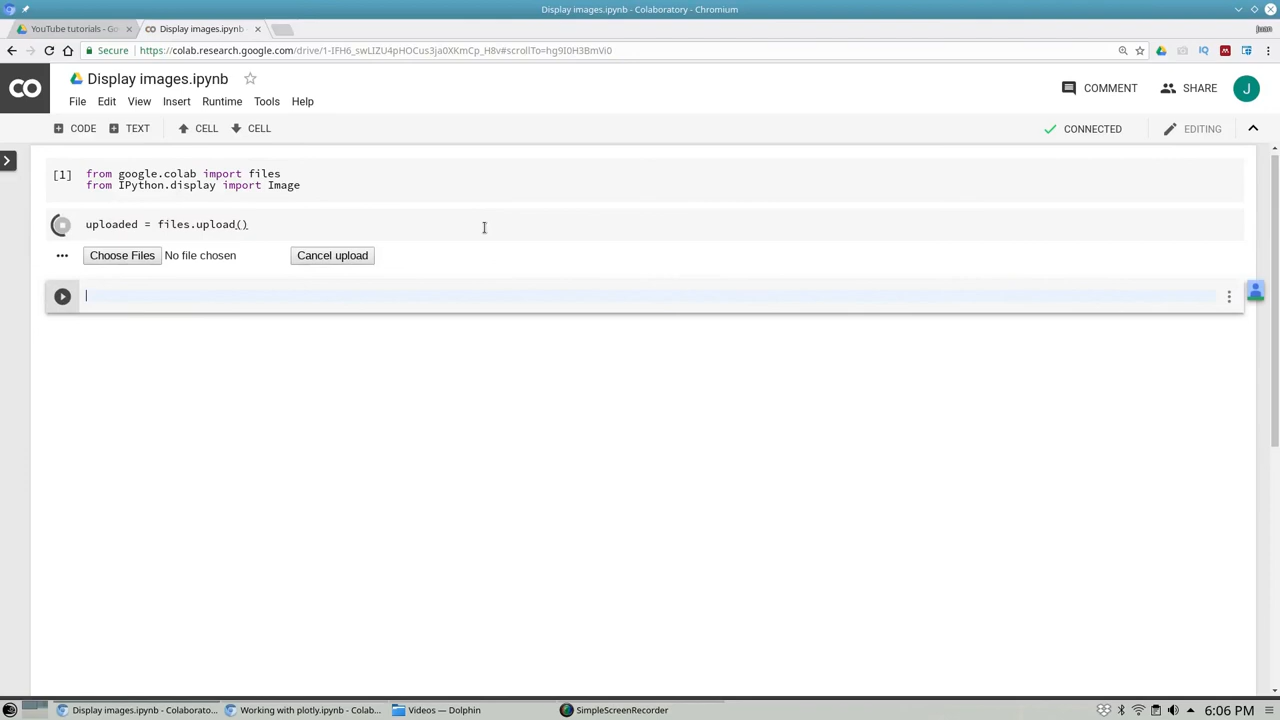 Display images.ipynb - Colaboratory - Chromium
YouTube tutorials - Go
Display images.ipynb - Colaboratory
juan
Secure
https://colab.research.google.com/drive/1-IFH6_swLIZU4pHOCus3ja0XKmCp_H8v#scrollTo=hg9I0H3BmVi0
IQ
CO
Display images.ipynb
COMMENT
SHARE
J
File Edit View Insert Runtime Tools Help
CODE TEXT CELL CELL
CONNECTED
EDITING
[1] from google.colab import files
from IPython.display import Image
uploaded = files.upload()
Choose Files No file chosen Cancel upload
Display images.ipynb - Colaborato...
Working with plotly.ipynb - Colab...
Videos — Dolphin
SimpleScreenRecorder
6:06 PM